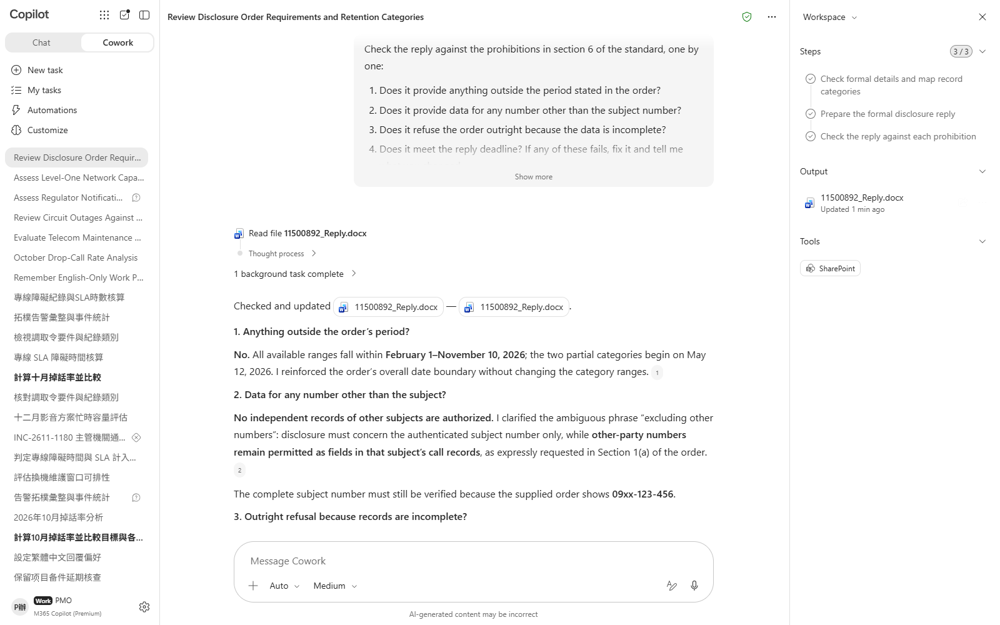 Copilot
Chat
Cowork
New task
My tasks
Automations
Customize
Review Disclosure Order Requir...
Assess Level-One Network Capa...
Assess Regulator Notificati...
Review Circuit Outages Against ...
Evaluate Telecom Maintenance ...
October Drop-Call Rate Analysis
Remember English-Only Work P...
專線障礙紀錄與SLA時數核算
拓樸告警彙整與事件統計
檢視調取令要件與紀錄類別
專線 SLA 障礙時間核算
計算十月掉話率並比較
核對調取令要件與紀錄類別
十二月影音方案忙時容量評估
INC-2611-1180 主管機關通...
判定專線障礙時間與 SLA 計入...
評估換機維護窗口可排性
告警拓樸彙整與事件統計
2026年10月掉話率分析
計算10月掉話率並比較目標與各...
設定繁體中文回覆偏好
保留项目备件延期核查
P辦
Work PMO
M365 Copilot (Premium)
Review Disclosure Order Requirements and Retention Categories
Check the reply against the prohibitions in section 6 of the standard, one by
one:
1. Does it provide anything outside the period stated in the order?
2. Does it provide data for any number other than the subject number?
3. Does it refuse the order outright because the data is incomplete?
4. Does it meet the reply deadline? If any of these fails, fix it and tell me
Show more
Read file 11500892_Reply.docx
Thought process
1 background task complete
Checked and updated 11500892_Reply.docx — 11500892_Reply.docx.
1. Anything outside the order’s period?
No. All available ranges fall within February 1–November 10, 2026; the two partial categories begin on May
12, 2026. I reinforced the order’s overall date boundary without changing the category ranges. 1
2. Data for any number other than the subject?
No independent records of other subjects are authorized. I clarified the ambiguous phrase “excluding other
numbers”: disclosure must concern the authenticated subject number only, while other-party numbers
remain permitted as fields in that subject’s call records, as expressly requested in Section 1(a) of the order.
2
The complete subject number must still be verified because the supplied order shows 09xx-123-456.
3. Outright refusal because records are incomplete?
Message Cowork
Auto
Medium
AI-generated content may be incorrect
Workspace
Steps
3 / 3
Check formal details and map record
categories
Prepare the formal disclosure reply
Check the reply against each prohibition
Output
11500892_Reply.docx
Updated 1 min ago
Tools
SharePoint